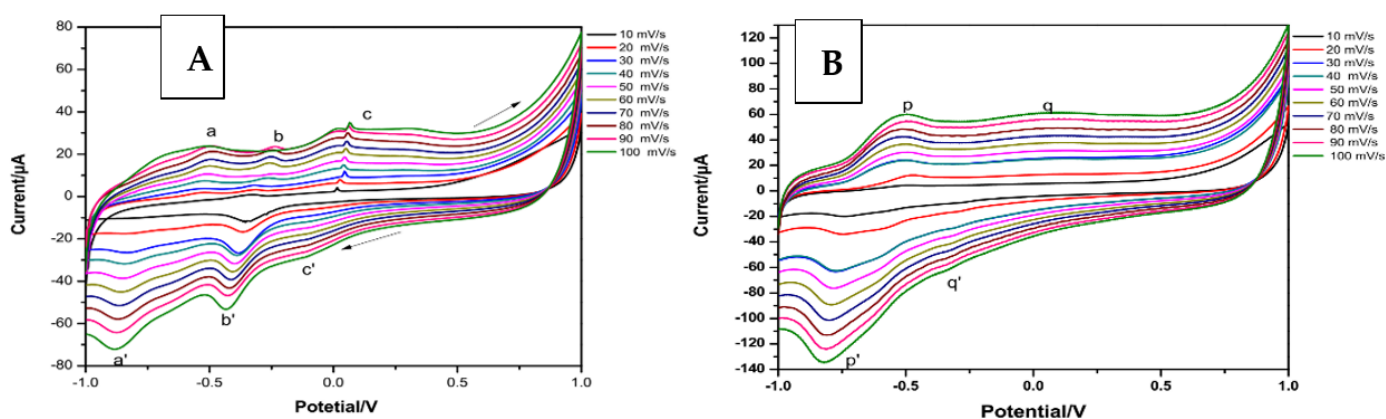 A
80
60
40
20
0
-20
-40
-60
-80
Current/µA
-1.0
-0.5
0.0
0.5
1.0
Potetial/V
a
b
c
a'
b'
c'
10 mV/s
20 mV/s
30 mV/s
40 mV/s
50 mV/s
60 mV/s
70 mV/s
80 mV/s
90 mV/s
100 mV/s
B
120
100
80
60
40
20
0
-20
-40
-60
-80
-100
-120
-140
Current/µA
-1.0
-0.5
0.0
0.5
1.0
Potential/V
p
q
p'
q'
10 mV/s
20 mV/s
30 mV/s
40 mV/s
50 mV/s
60 mV/s
70 mV/s
80 mV/s
90 mV/s
100 mV/s